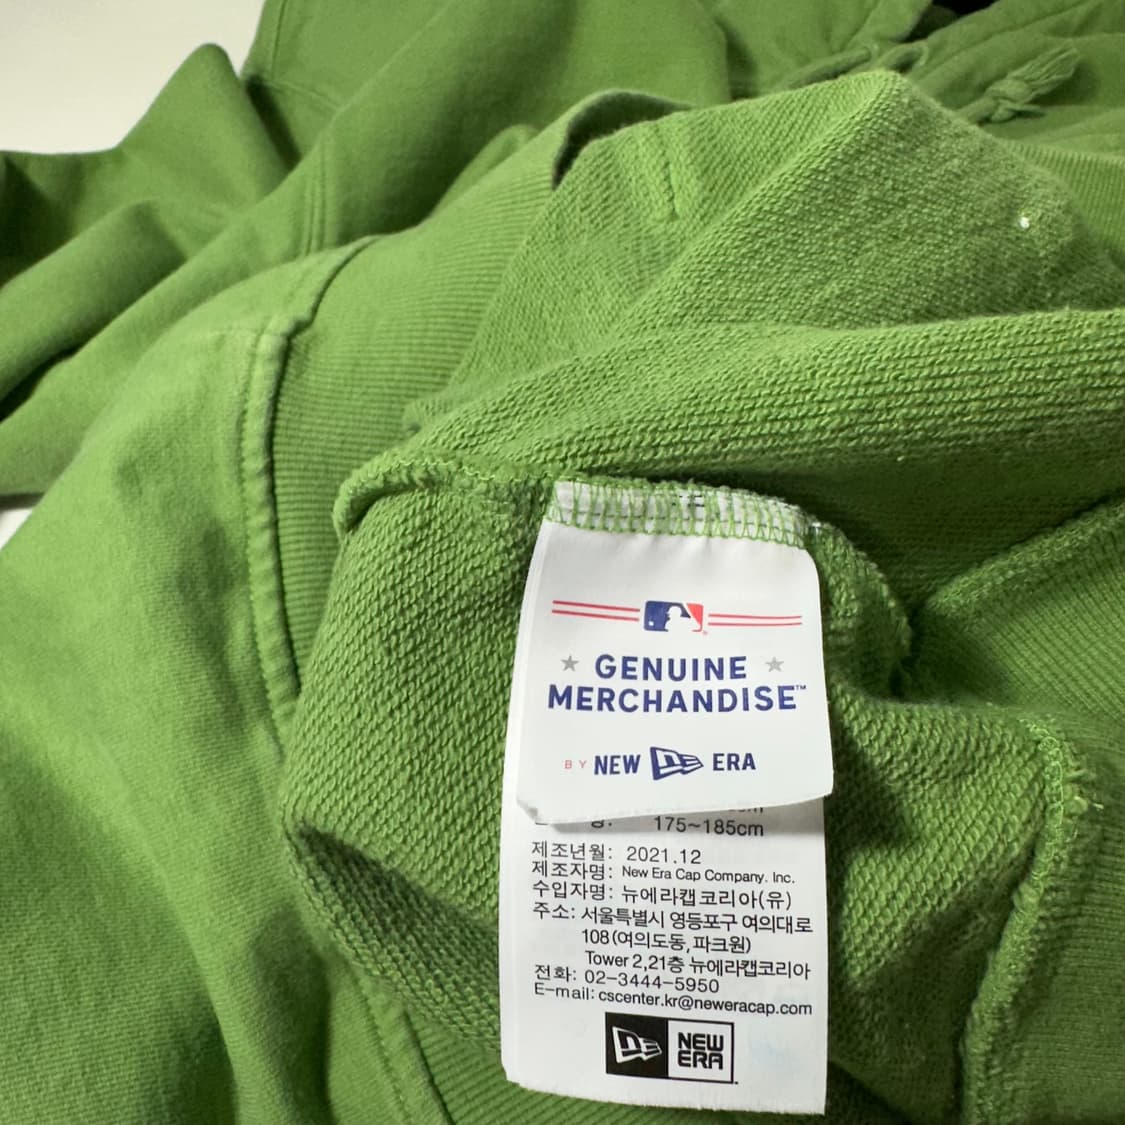 GENUINE
MERCHANDISE™
BY NEW ERA
175~185cm
제조년월: 2021.12
제조자명: New Era Cap Company. Inc.
수입자명: 뉴에라캡코리아(유)
주소: 서울특별시 영등포구 여의대로
108(여의도동,파크원)
Tower 2,21층 뉴에라캡코리아
전화: 02-3444-5950
E-mail: cscenter.kr@neweracap.com
NEW
ERA